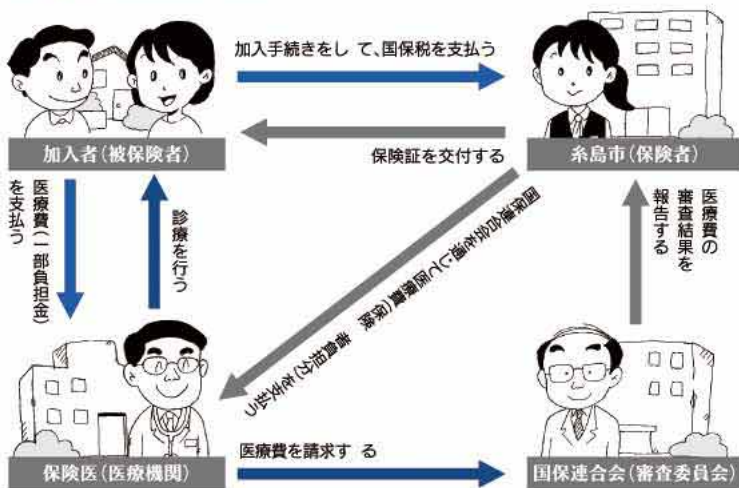 加入手続きをし て、国保税を支払う
加入者(被保険者)
保険証を交付する
糸島市(保険者)
医療費(一部負担金)
を支払う
診療を行う
国保連合会を通じて医療費(保険 者負担分)を支払う
医療費の
審査結果を
報告する
保険医(医療機関)
医療費を請求す る
国保連合会(審査委員会)